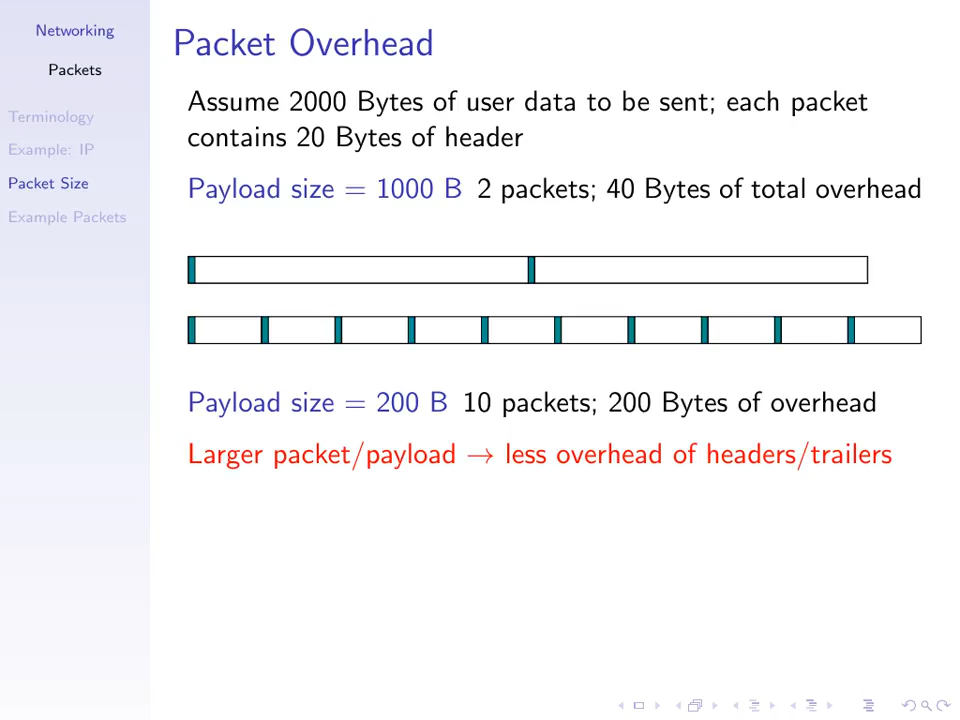 Networking
Packets
Terminology
Example: IP
Packet Size
Example Packets
Packet Overhead
Assume 2000 Bytes of user data to be sent; each packet
contains 20 Bytes of header
Payload size = 1000 B 2 packets; 40 Bytes of total overhead
Payload size = 200 B 10 packets; 200 Bytes of overhead
Larger packet/payload → less overhead of headers/trailers